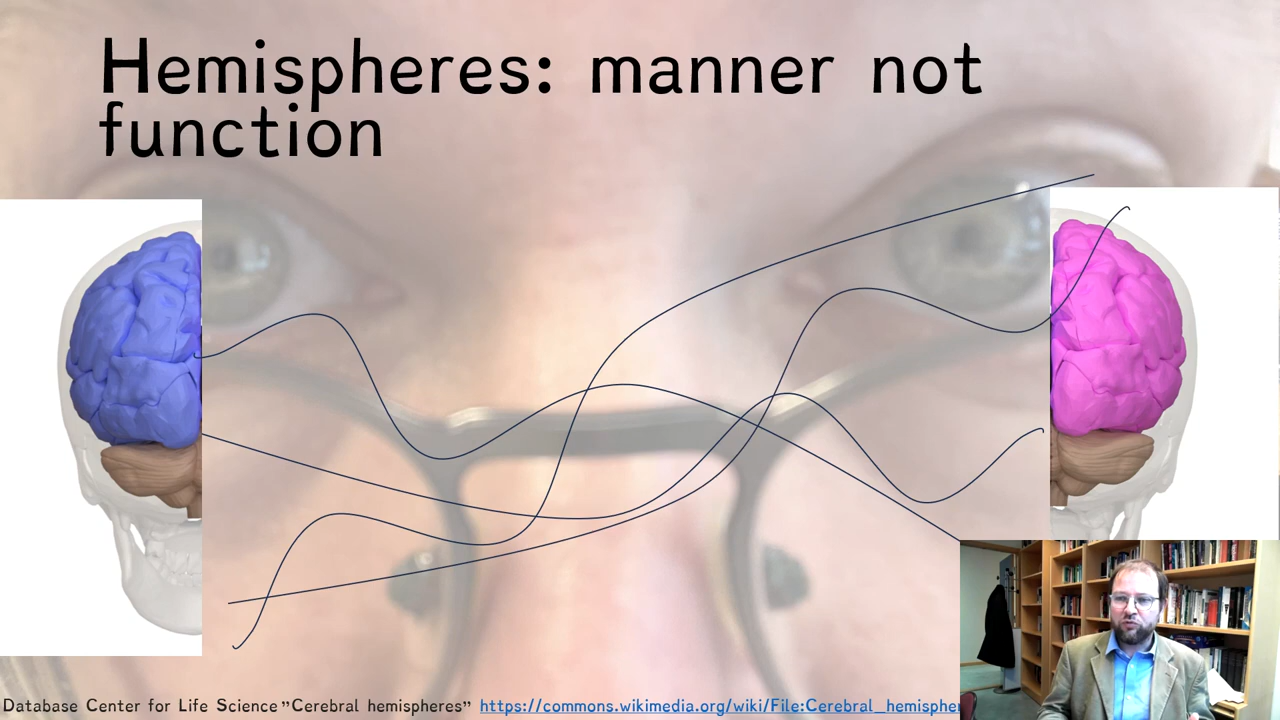 Hemispheres: manner not
function
Database Center for Life Science ”Cerebral hemispheres” https://commons.wikimedia.org/wiki/File:Cerebral_hemispher